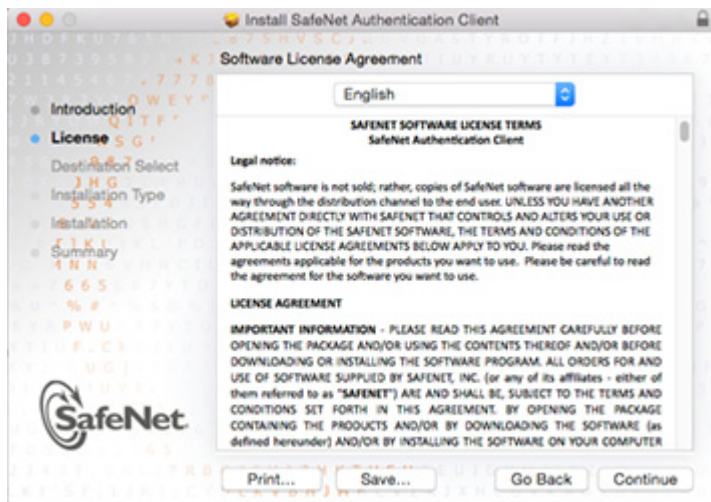 Install SafeNet Authentication Client
Software License Agreement
English
Introduction
License
Destination Select
Installation Type
Installation
Summary
SAFENET SOFTWARE LICENSE TERMS
SafeNet Authentication Client
Legal notice:
SafeNet software is not sold; rather, copies of SafeNet software are licensed all the
way through the distribution channel to the end user. UNLESS YOU HAVE ANOTHER
AGREEMENT DIRECTLY WITH SAFENET THAT CONTROLS AND ALTERS YOUR USE OR
DISTRIBUTION OF THE SAFENET SOFTWARE, THE TERMS AND CONDITIONS OF THE
APPLICABLE LICENSE AGREEMENTS BELOW APPLY TO YOU. Please read the
agreements applicable for the products you want to use. Please be careful to read
the agreement for the software you want to use.
LICENSE AGREEMENT
IMPORTANT INFORMATION - PLEASE READ THIS AGREEMENT CAREFULLY BEFORE
OPENING THE PACKAGE AND/OR USING THE CONTENTS THEREOF AND/OR BEFORE
DOWNLOADING OR INSTALLING THE SOFTWARE PROGRAM. ALL ORDERS FOR AND
USE OF SOFTWARE SUPPLIED BY SAFENET, INC. (or any of its affiliates - either of
them referred to as "SAFENET") ARE AND SHALL BE, SUBJECT TO THE TERMS AND
CONDITIONS SET FORTH IN THIS AGREEMENT. BY OPENING THE PACKAGE
CONTAINING THE PRODUCTS AND/OR BY DOWNLOADING THE SOFTWARE (as
defined hereunder) AND/OR BY INSTALLING THE SOFTWARE ON YOUR COMPUTER
SafeNet
Print...
Save...
Go Back
Continue